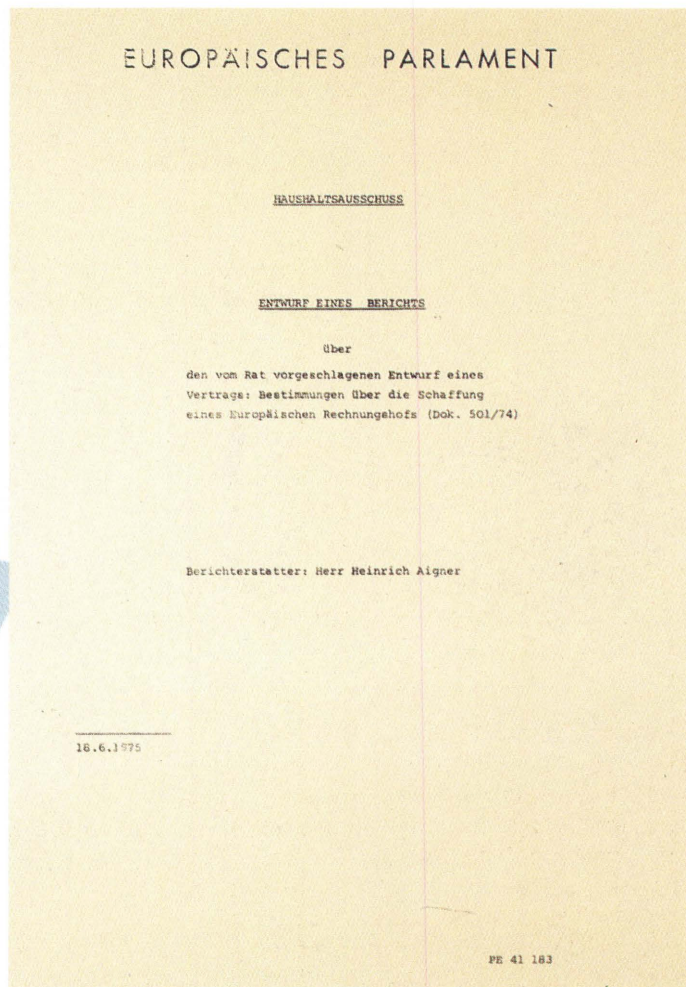 EUROPÄISCHES PARLAMENT
HAUSHALTSAUSSCHUSS
ENTWURF EINES BERICHTS
über
den vom Rat vorgeschlagenen Entwurf eines
Vertrags: Bestimmungen über die Schaffung
eines Europäischen Rechnungshofs (Dok. 501/74)
Berichterstatter: Herr Heinrich Aigner
18.6.1975
PE 41 183